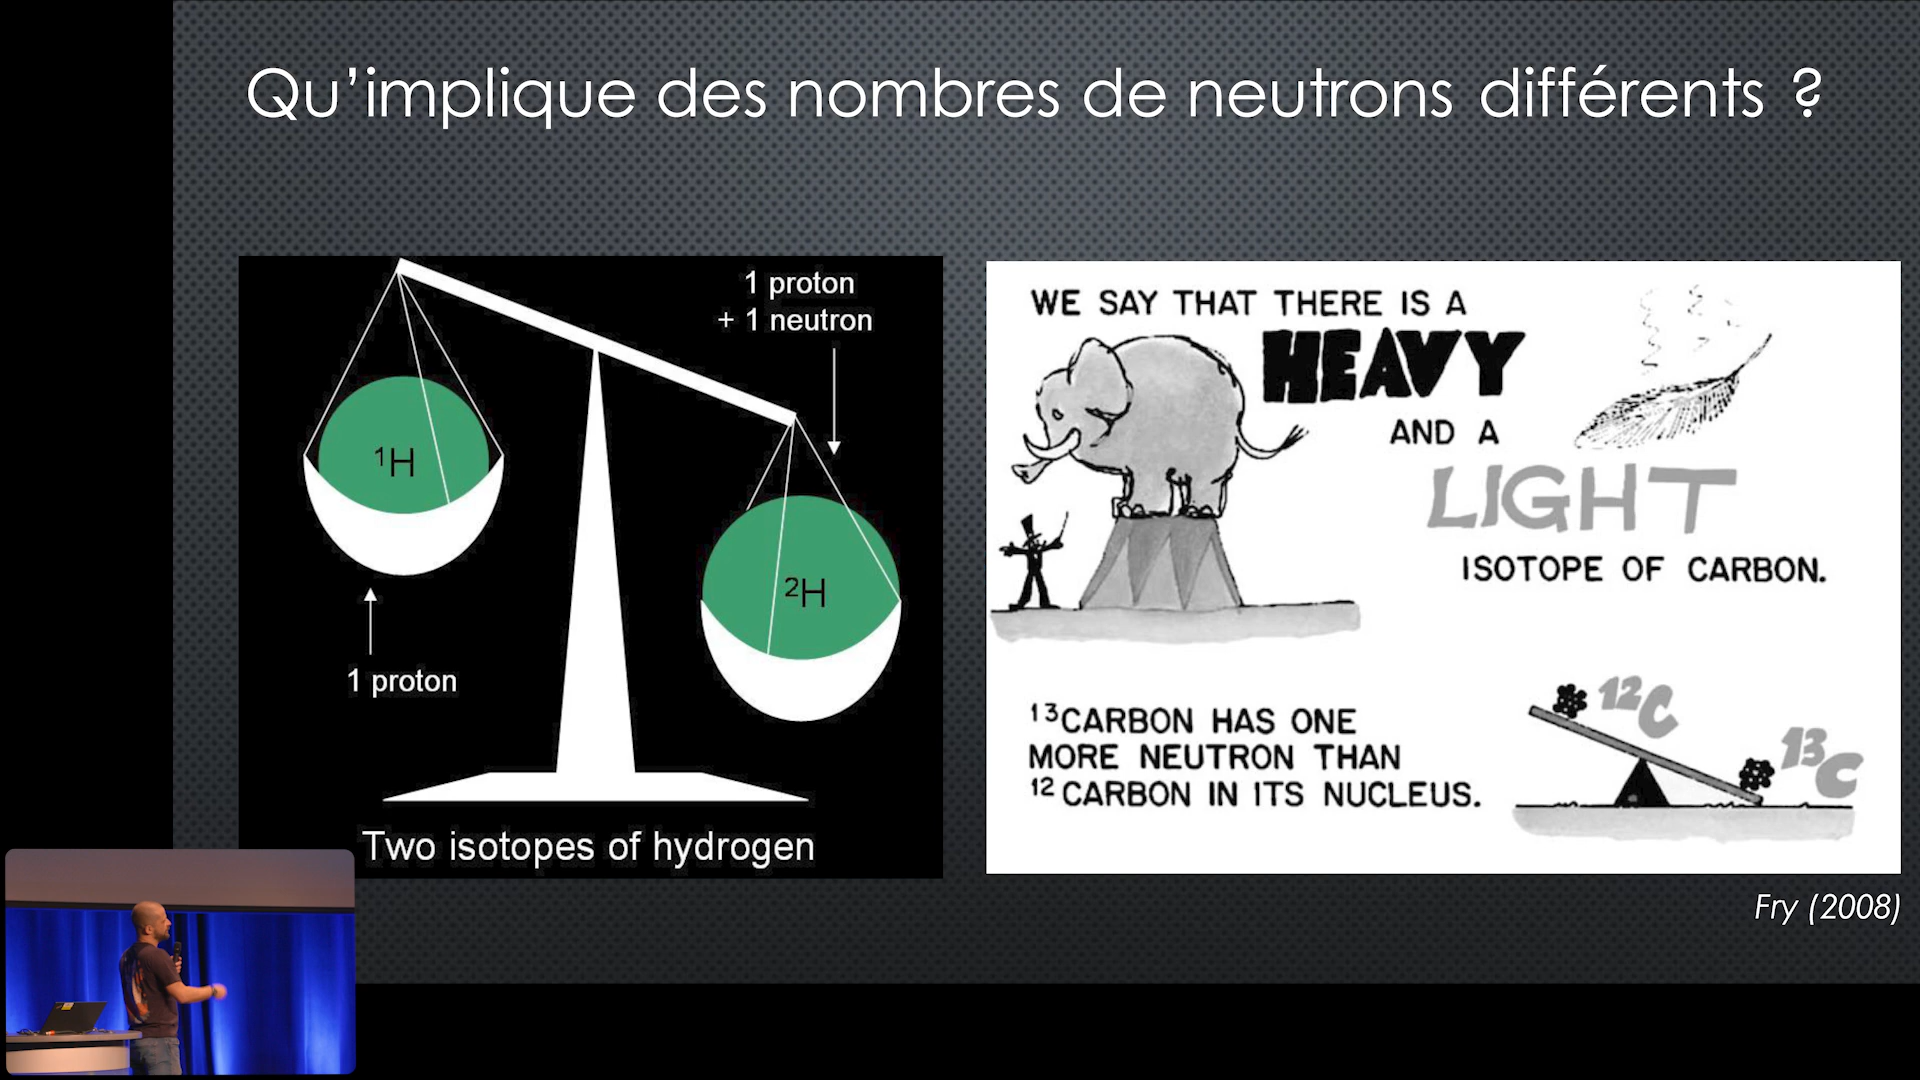 Qu’implique des nombres de neutrons différents ?
1 proton
+ 1 neutron
¹H
²H
1 proton
Two isotopes of hydrogen
WE SAY THAT THERE IS A
HEAVY
AND A
LIGHT
ISOTOPE OF CARBON.
¹³CARBON HAS ONE
MORE NEUTRON THAN
¹²CARBON IN ITS NUCLEUS.
12C
13C
Fry (2008)